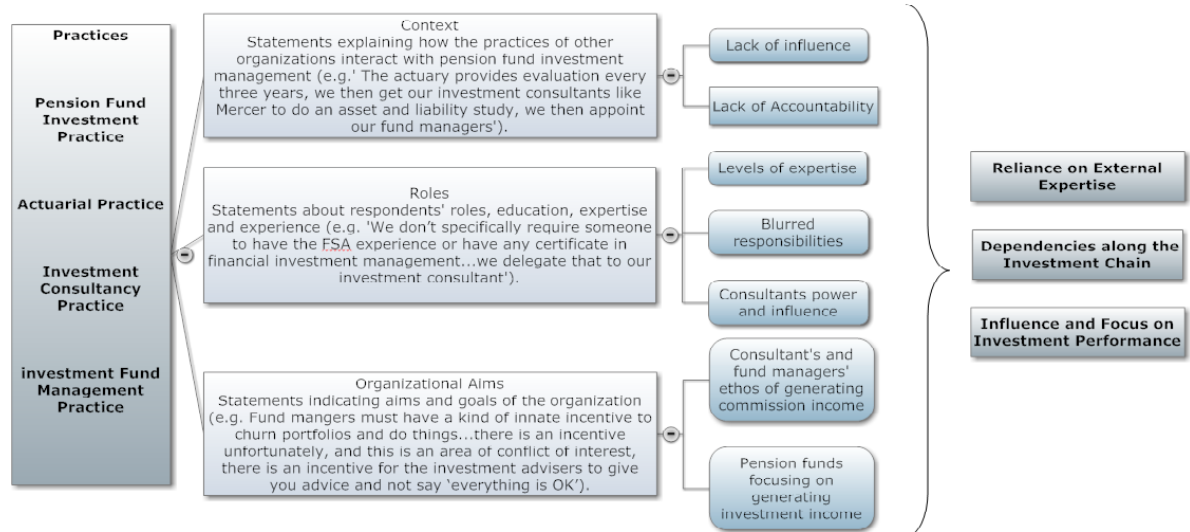 Practices
Pension Fund
Investment
Practice
Actuarial Practice
Investment
Consultancy
Practice
investment Fund
Management
Practice
Context
Statements explaining how the practices of other
organizations interact with pension fund investment
management (e.g.' The actuary provides evaluation every
three years, we then get our investment consultants like
Mercer to do an asset and liability study, we then appoint
our fund managers').
Lack of influence
Lack of Accountability
Roles
Statements about respondents' roles, education, expertise
and experience (e.g. 'We don't specifically require someone
to have the FSA experience or have any certificate in
financial investment management...we delegate that to our
investment consultant').
Levels of expertise
Blurred
responsibilities
Consultants power
and influence
Organizational Aims
Statements indicating aims and goals of the organization
(e.g. Fund mangers must have a kind of innate incentive to
churn portfolios and do things...there is an incentive
unfortunately, and this is an area of conflict of interest,
there is an incentive for the investment advisers to give
you advice and not say ‘everything is OK’).
Consultant's and
fund managers'
ethos of generating
commission income
Pension funds
focusing on
generating
investment income
Reliance on External
Expertise
Dependencies along the
Investment Chain
Influence and Focus on
Investment Performance